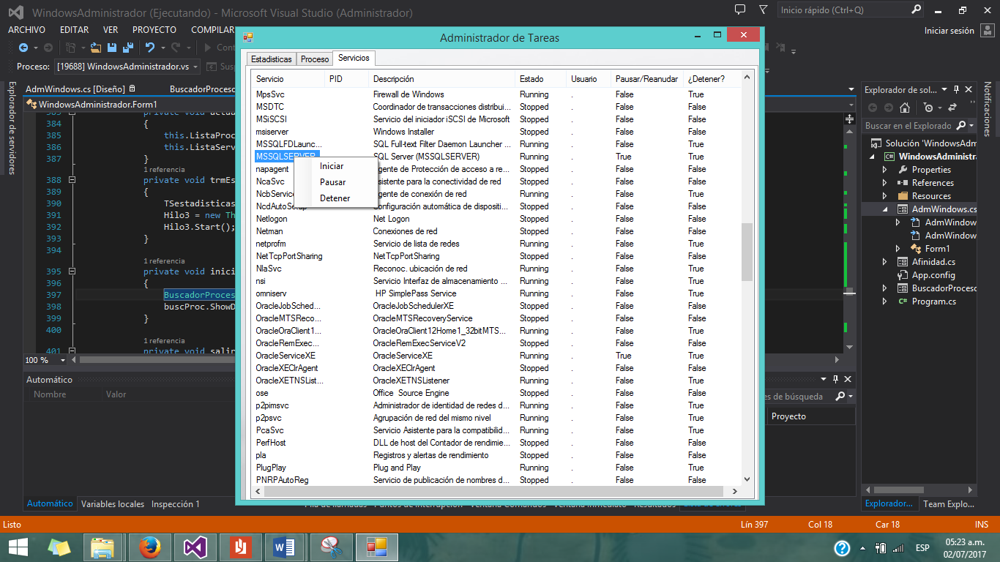 WindowsAdministrador (Ejecutando) - Microsoft Visual Studio (Administrador)
Inicio rápido (Ctrl+Q)
ARCHIVO EDITAR VER PROYECTO COMPILAR
Iniciar sesión
Proceso: [19688] WindowsAdministrador.vs
AdmWindows.cs [Diseño] BuscadorProceso
WindowsAdministrador.Form1
384 {
385 this.ListaProc
386 this.ListaServ
387 }
1 referencia
388 private void trmEs
389 {
390 TSestadisticas
391 Hilo3 = new Th
392 Hilo3.Start();
393 }
394
1 referencia
395 private void inici
396 {
397 BuscadorProces
398 buscProc.ShowD
399 }
400
1 referencia
401 private void salir
100 %
Automático
Nombre Valor
Automático Variables locales Inspección 1
Explorador de servidores
Administrador de Tareas
Estadisticas Proceso Servicios
Servicio PID Descripción Estado Usuario Pausar/Reanudar ¿Detener?
MpsSvc Firewall de Windows Running . False True
MSDTC Coordinador de transacciones distribui... Stopped . False False
MSiSCSI Servicio del iniciador iSCSI de Microsoft Stopped . False False
msiserver Windows Installer Stopped . False False
MSSQLFDLaunc... SQL Full-text Filter Daemon Launcher ... Running . False True
MSSQLSERVER SQL Server (MSSQLSERVER) Running . True True
napagent gente de Protección de acceso a re... Stopped . False False
NcaSvc sistente para la conectividad de red Stopped . False False
NcbService gente de conexión de red Running . False True
NcdAutoSetup Configuración automática de dispositi... Stopped . False False
Netlogon Net Logon Stopped . False False
Netman Conexiones de red Stopped . False False
netprofm Servicio de lista de redes Running . False True
NetTcpPortSharing NetTcpPortSharing Stopped . False False
NlaSvc Reconoc. ubicación de red Running . False True
nsi Servicio Interfaz de almacenamiento ... Running . False True
omniserv HP SimplePass Service Running . False True
OracleJobSched... OracleJobSchedulerXE Stopped . False False
OracleMTSReco... OracleMTSRecoveryService Stopped . False False
OracleOraClient1... OracleOraClient12Home1_32bitMTS... Running . False True
OracleRemExec... OracleRemExecServiceV2 Stopped . False False
OracleServiceXE OracleServiceXE Running . True True
OracleXEClrAgent OracleXEClrAgent Stopped . False False
OracleXETNSList... OracleXETNSListener Running . False True
ose Office Source Engine Stopped . False False
p2pimsvc Administrador de identidad de redes d... Running . False True
p2psvc Agrupación de red del mismo nivel Running . False True
PcaSvc Servicio Asistente para la compatibilid... Running . False True
PerfHost DLL de host del Contador de rendimie... Stopped . False False
pla Registros y alertas de rendimiento Stopped . False False
PlugPlay Plug and Play Running . False True
PNRPAutoReg Servicio de publicación de nombres d... Stopped . False False
Iniciar
Pausar
Detener
es de búsqueda
Proyecto
Explorador de sol...
Buscar en el Explorado
Solución 'WindowsAdmi
WindowsAdministra
Properties
References
Resources
AdmWindows.cs
AdmWindow
AdmWindow
Form1
Afinidad.cs
App.config
BuscadorProceso
Program.cs
Explorador... Team Explo...
Notificaciones
Listo Lín 397 Col 18 Car 18 INS
ESP
05:23 a.m.
02/07/2017